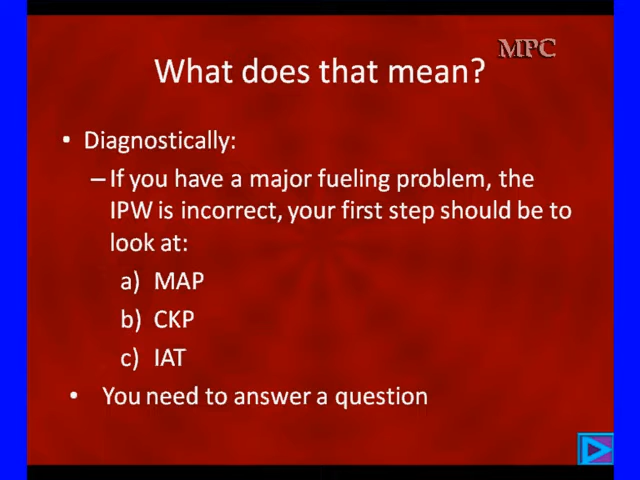 MPC
What does that mean?
• Diagnostically:
– If you have a major fueling problem, the
IPW is incorrect, your first step should be to
look at:
a) MAP
b) CKP
c) IAT
• You need to answer a question